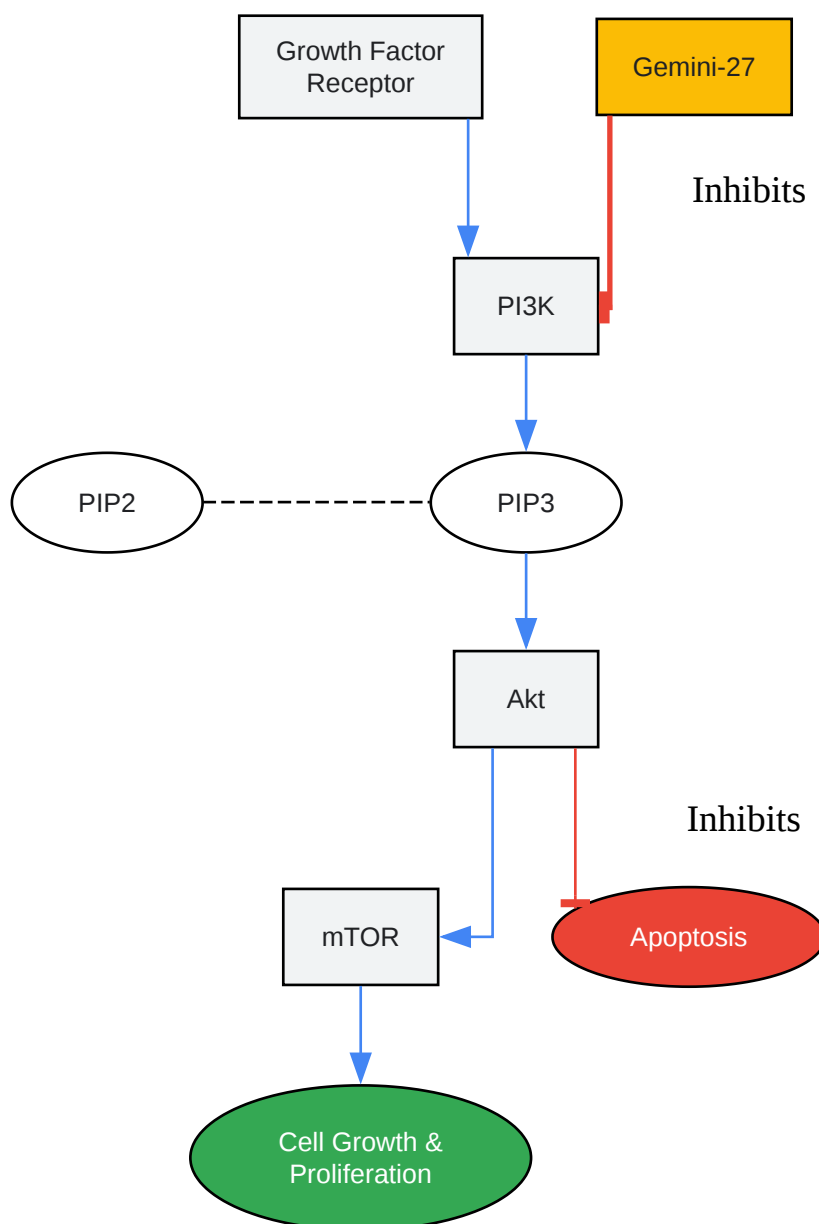 Growth Factor
Receptor
Gemini-27
Inhibits
PI3K
PIP2
PIP3
Akt
Inhibits
mTOR
Apoptosis
Cell Growth &
Proliferation